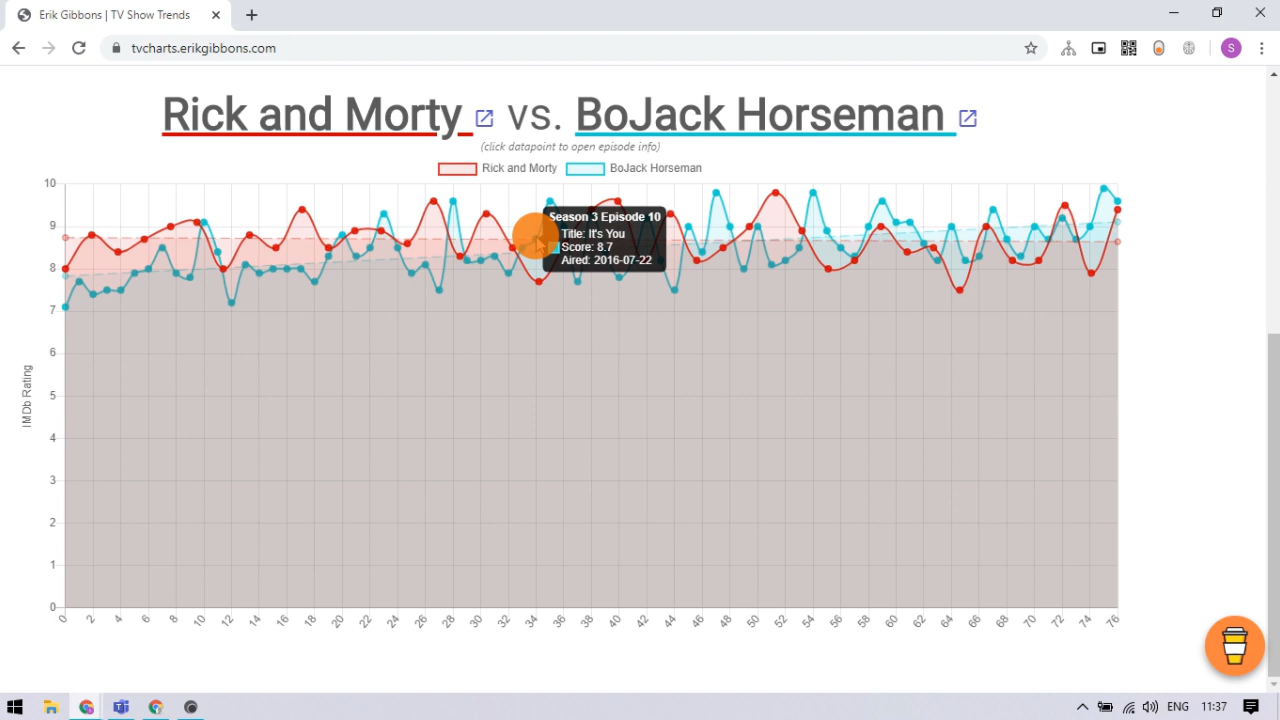 Erik Gibbons | TV Show Trends
tvcharts.erikgibbons.com
S
Rick and Morty vs. BoJack Horseman
(click datapoint to open episode info)
Rick and Morty BoJack Horseman
10
9
8
7
6
5
4
3
2
1
0
IMDb Rating
Season 3 Episode 10
Title: It's You
Score: 8.7
Aired: 2016-07-22
0 2 4 6 8 10 12 14 16 18 20 22 24 26 28 30 32 34 36 38 40 42 44 46 48 50 52 54 56 58 60 62 64 66 68 70 72 74 76
ENG 11:37